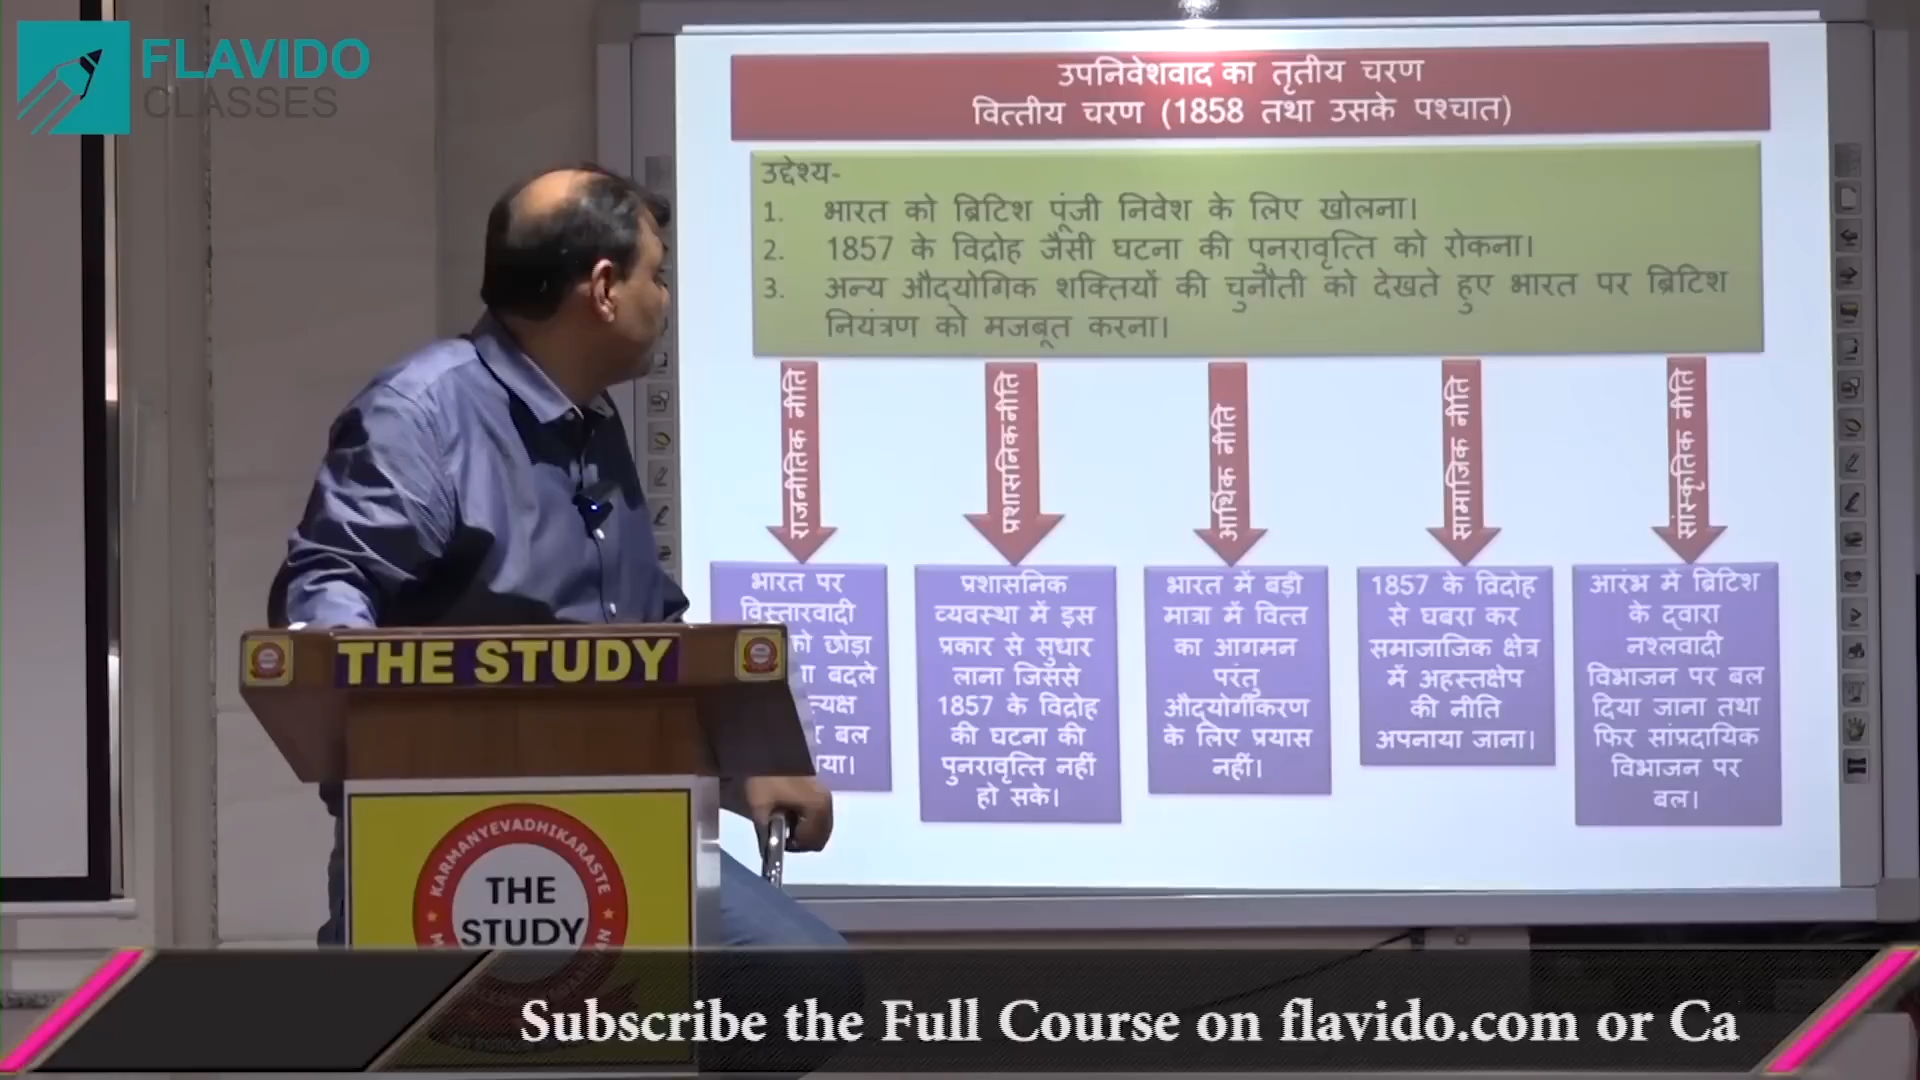 FLAVIDO
CLASSES
उपनिवेशवाद का तृतीय चरण
वित्तीय चरण (1858 तथा उसके पश्चात)
उद्देश्य-
1. भारत को ब्रिटिश पूंजी निवेश के लिए खोलना।
2. 1857 के विद्रोह जैसी घटना की पुनरावृत्ति को रोकना।
3. अन्य औद्योगिक शक्तियों की चुनौती को देखते हुए भारत पर ब्रिटिश
नियंत्रण को मजबूत करना।
राजनीतिक नीति
भारत पर
विस्तारवादी
को छोड़ा
बदले
बल
प्रशासनिक नीति
प्रशासनिक
व्यवस्था में इस
प्रकार से सुधार
लाना जिससे
1857 के विद्रोह
की घटना की
पुनरावृत्ति नहीं
हो सके।
आर्थिक नीति
भारत में बड़ी
मात्रा में वित्त
का आगमन
परंतु
औद्योगीकरण
के लिए प्रयास
नहीं।
सामाजिक नीति
1857 के विद्रोह
से घबरा कर
समाजाजिक क्षेत्र
में अहस्तक्षेप
की नीति
अपनाया जाना।
सांस्कृतिक नीति
आरंभ में ब्रिटिश
के द्वारा
नश्लवादी
विभाजन पर बल
दिया जाना तथा
फिर सांप्रदायिक
विभाजन पर
बल।
THE STUDY
KARMANYEVADHIKARASTE
THE
STUDY
Subscribe the Full Course on flavido.com or Ca